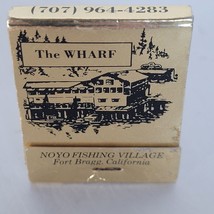 (707) 964-4283
The WHARF
NOYO FISHING VILLAGE
Fort Bragg, California